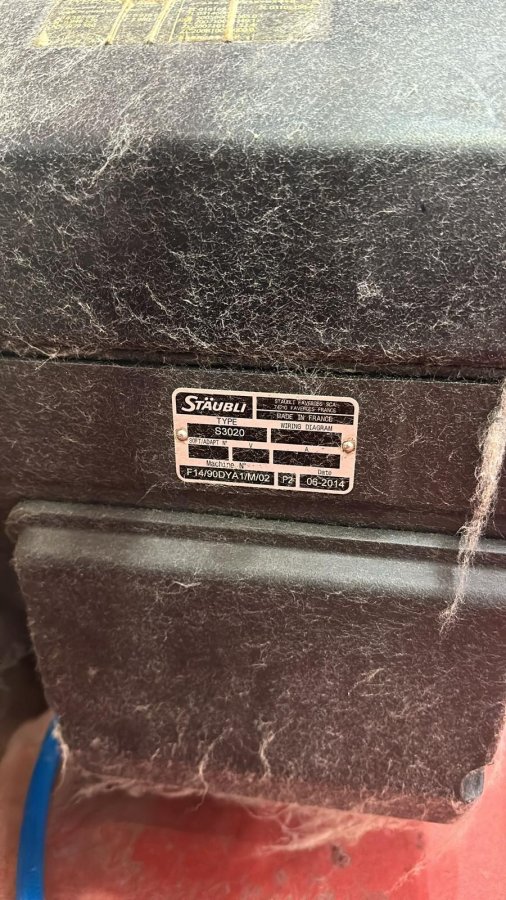 STÄUBLI
STÄUBLI FAVERGES SCA
74210 FAVERGES FRANCE
MADE IN FRANCE
TYPE
WIRING DIAGRAM
S3020
SOFT/ADAPT N° V A
Machine N° Date
F14/90DYA1/M/02 P2 06-2014